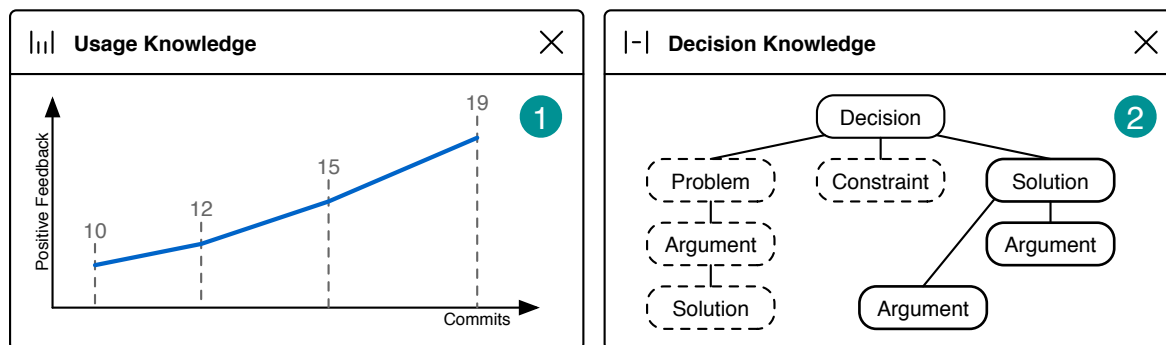 Usage Knowledge
1
19
15
12
10
Positive Feedback
Commits
Decision Knowledge
2
Decision
Problem
Constraint
Solution
Argument
Argument
Solution
Argument